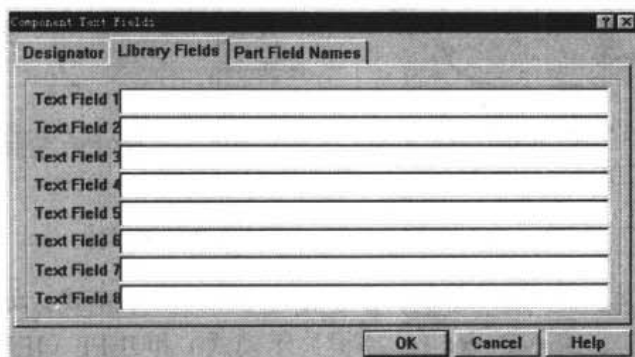 Component Text Fields
Designator Library Fields Part Field Names
Text Field 1
Text Field 2
Text Field 3
Text Field 4
Text Field 5
Text Field 6
Text Field 7
Text Field 8
OK Cancel Help